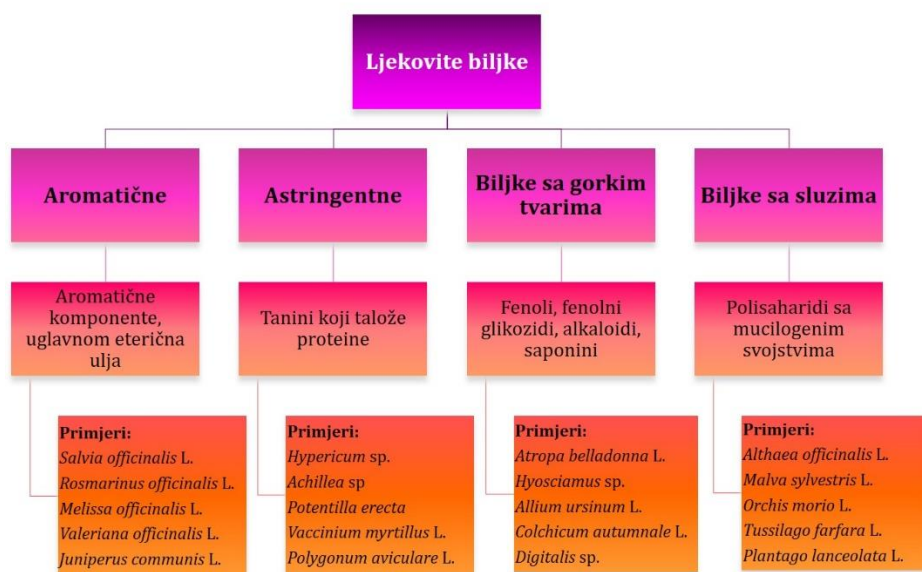 Ljekovite biljke
Aromatične
Astringentne
Biljke sa gorkim
tvarima
Biljke sa sluzima
Aromatične
komponente,
uglavnom eterična
ulja
Tanini koji talože
proteine
Fenoli, fenolni
glikozidi, alkaloidi,
saponini
Polisaharidi sa
mucilogenim
svojstvima
Primjeri:
Salvia officinalis L.
Rosmarinus officinalis L.
Melissa officinalis L.
Valeriana officinalis L.
Juniperus communis L.
Primjeri:
Hypericum sp.
Achillea sp
Potentilla erecta
Vaccinium myrtillus L.
Polygonum aviculare L.
Primjeri:
Atropa belladonna L.
Hyosciamus sp.
Allium ursinum L.
Colchicum autumnale L.
Digitalis sp.
Primjeri:
Althaea officinalis L.
Malva sylvestris L.
Orchis morio L.
Tussilago farfara L.
Plantago lanceolata L.